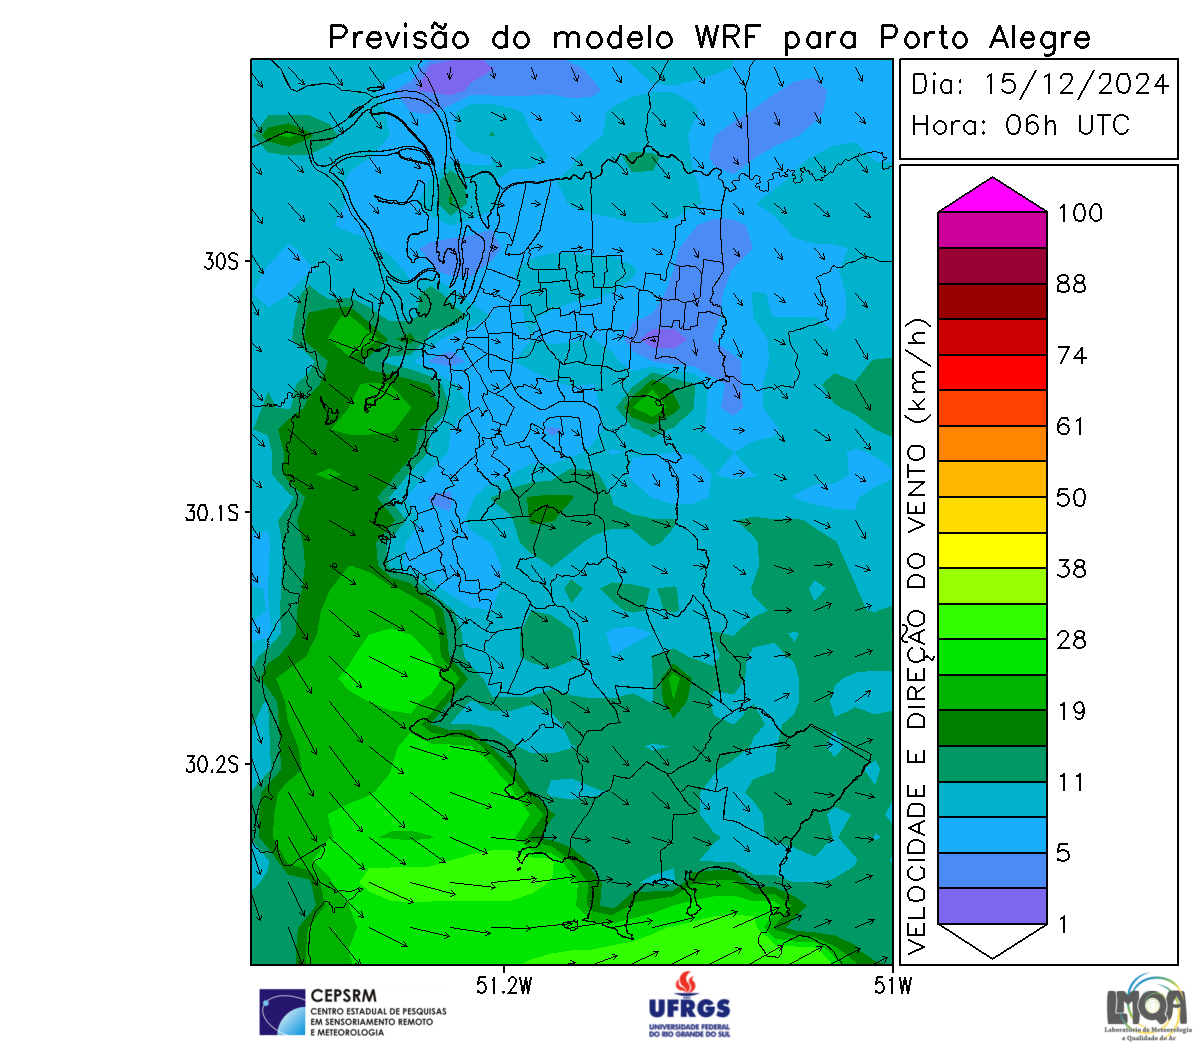 Previsão do modelo WRF para Porto Alegre
Dia: 15/12/2024
Hora: 06h UTC
30S
30.1S
30.2S
51.2W
51W
VELOCIDADE E DIREÇÃO DO VENTO (km/h)
100
88
74
61
50
38
28
19
11
5
1
CEPSRM
CENTRO ESTADUAL DE PESQUISAS
EM SENSORIAMENTO REMOTO
E METEOROLOGIA
UFRGS
UNIVERSIDADE FEDERAL
DO RIO GRANDE DO SUL
LMQA
Laboratório de Meteorologia
e Qualidade do Ar